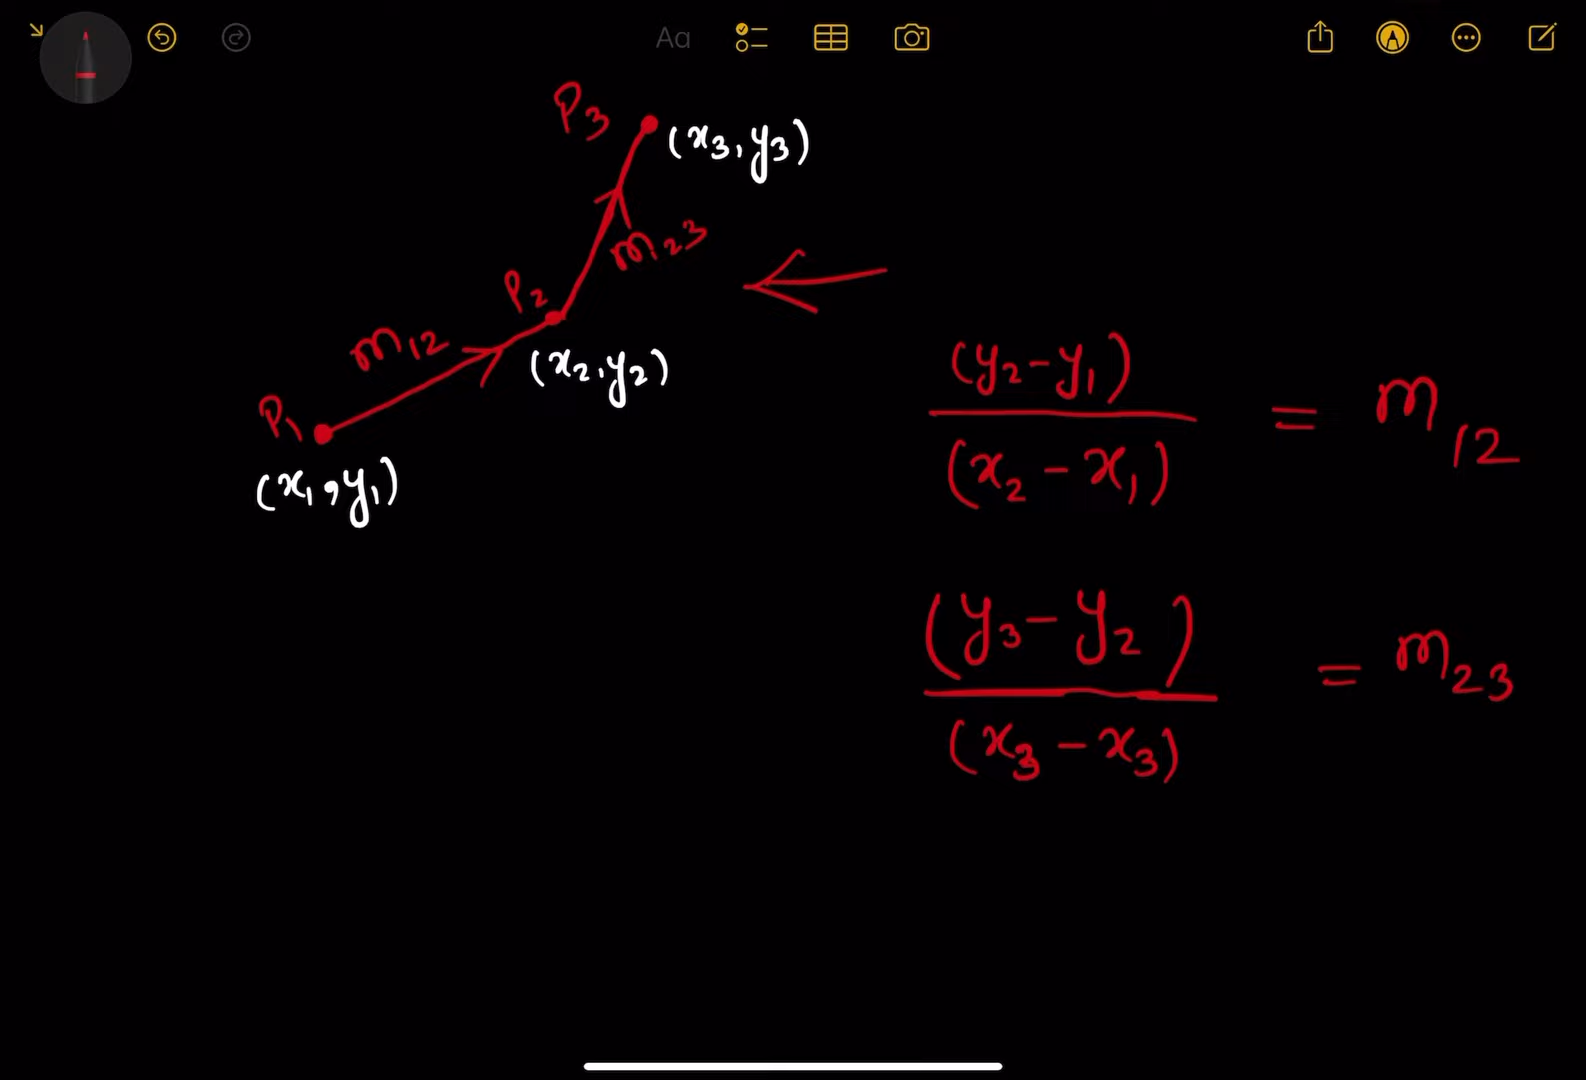 Aa
P3
(x3, y3)
m23
P2
m12
(x2, y2)
P1
(x1, y1)
(y2-y1)
(x2-x1)
= m12
(y3-y2)
(x3-x3)
= m23